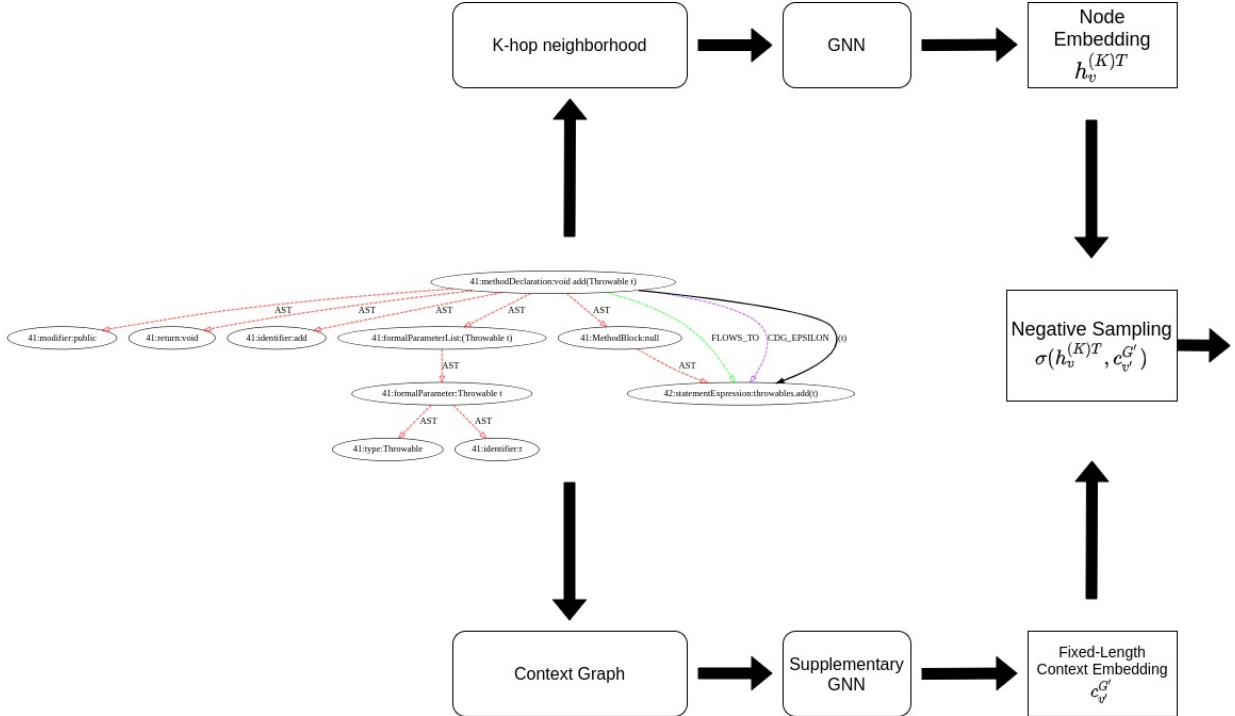 K-hop neighborhood
GNN
Node
Embedding
h_v^{(K)T}
41:methodDeclaration:void add(Throwable t)
AST
AST
AST
AST
AST
41:modifier:public
41:return:void
41:identifier:add
41:formalParameterList:(Throwable t)
41:MethodBlock:null
FLOWS_TO
CDG_EPSILON
(t)
AST
AST
41:formalParameter:Throwable t
42:statementExpression:throwables.add(t)
AST
AST
41:type:Throwable
41:identifier:t
Negative Sampling
σ(h_v^{(K)T}, c_{v'}^{G'})
Context Graph
Supplementary
GNN
Fixed-Length
Context Embedding
c_{v'}^{G'}